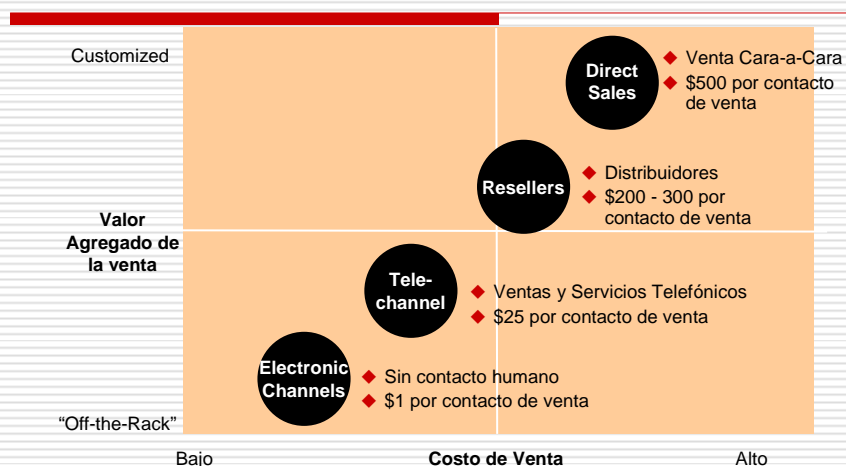 Customized
Direct
Sales
◆ Venta Cara-a-Cara
◆ $500 por contacto
de venta
Resellers
◆ Distribuidores
◆ $200 - 300 por
contacto de venta
Valor
Agregado de
la venta
Tele-
channel
◆ Ventas y Servicios Telefónicos
◆ $25 por contacto de venta
Electronic
Channels
◆ Sin contacto humano
◆ $1 por contacto de venta
“Off-the-Rack”
Bajo
Costo de Venta
Alto